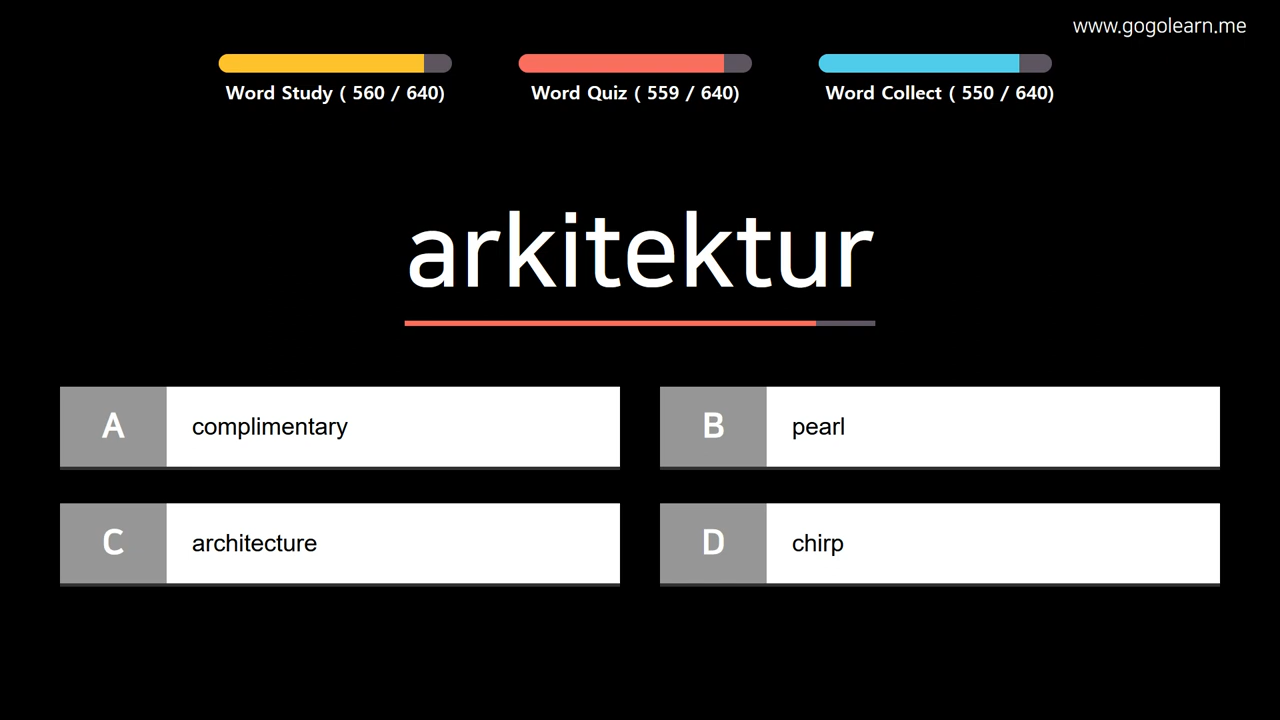 www.gogolearn.me
Word Study ( 560 / 640)
Word Quiz ( 559 / 640)
Word Collect ( 550 / 640)
arkitektur
A complimentary
B pearl
C architecture
D chirp